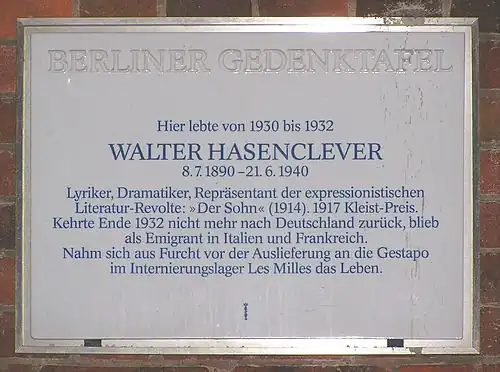 BERLINER GEDENKTAFEL
Hier lebte von 1930 bis 1932
WALTER HASENCLEVER
8. 7. 1890 – 21. 6. 1940
Lyriker, Dramatiker, Repräsentant der expressionistischen
Literatur-Revolte: »Der Sohn« (1914). 1917 Kleist-Preis.
Kehrte Ende 1932 nicht mehr nach Deutschland zurück, blieb
als Emigrant in Italien und Frankreich.
Nahm sich aus Furcht vor der Auslieferung an die Gestapo
im Internierungslager Les Milles das Leben.